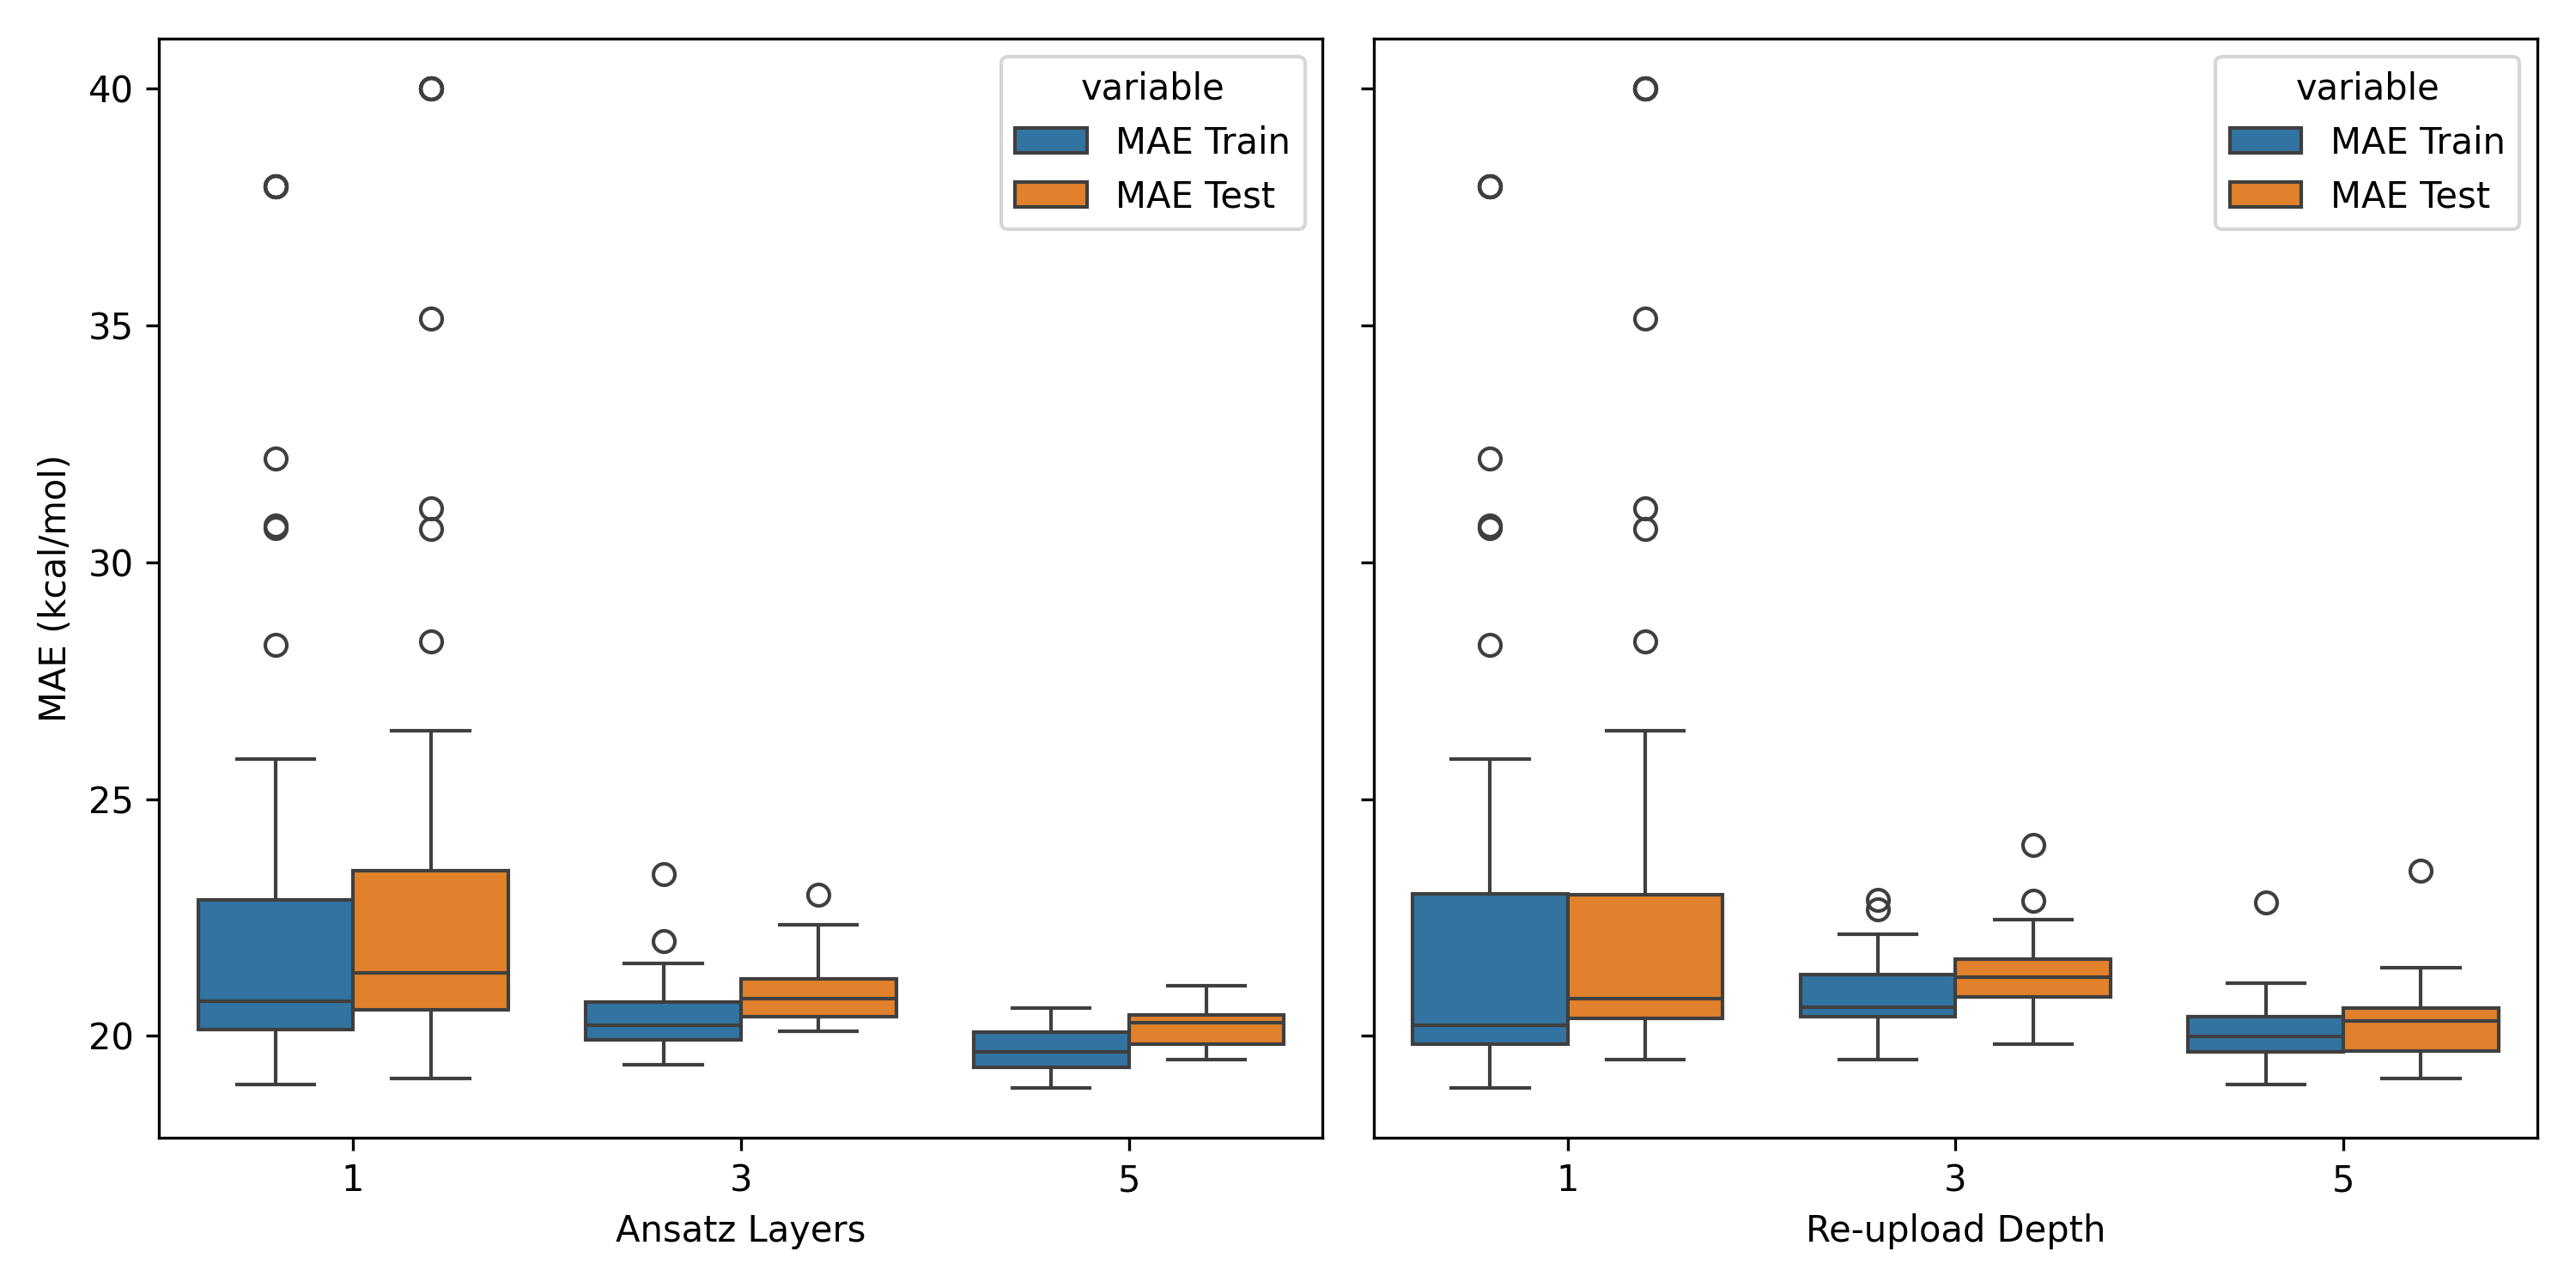 MAE (kcal/mol)
40
35
30
25
20
variable
MAE Train
MAE Test
1
3
5
Ansatz Layers
variable
MAE Train
MAE Test
1
3
5
Re-upload Depth